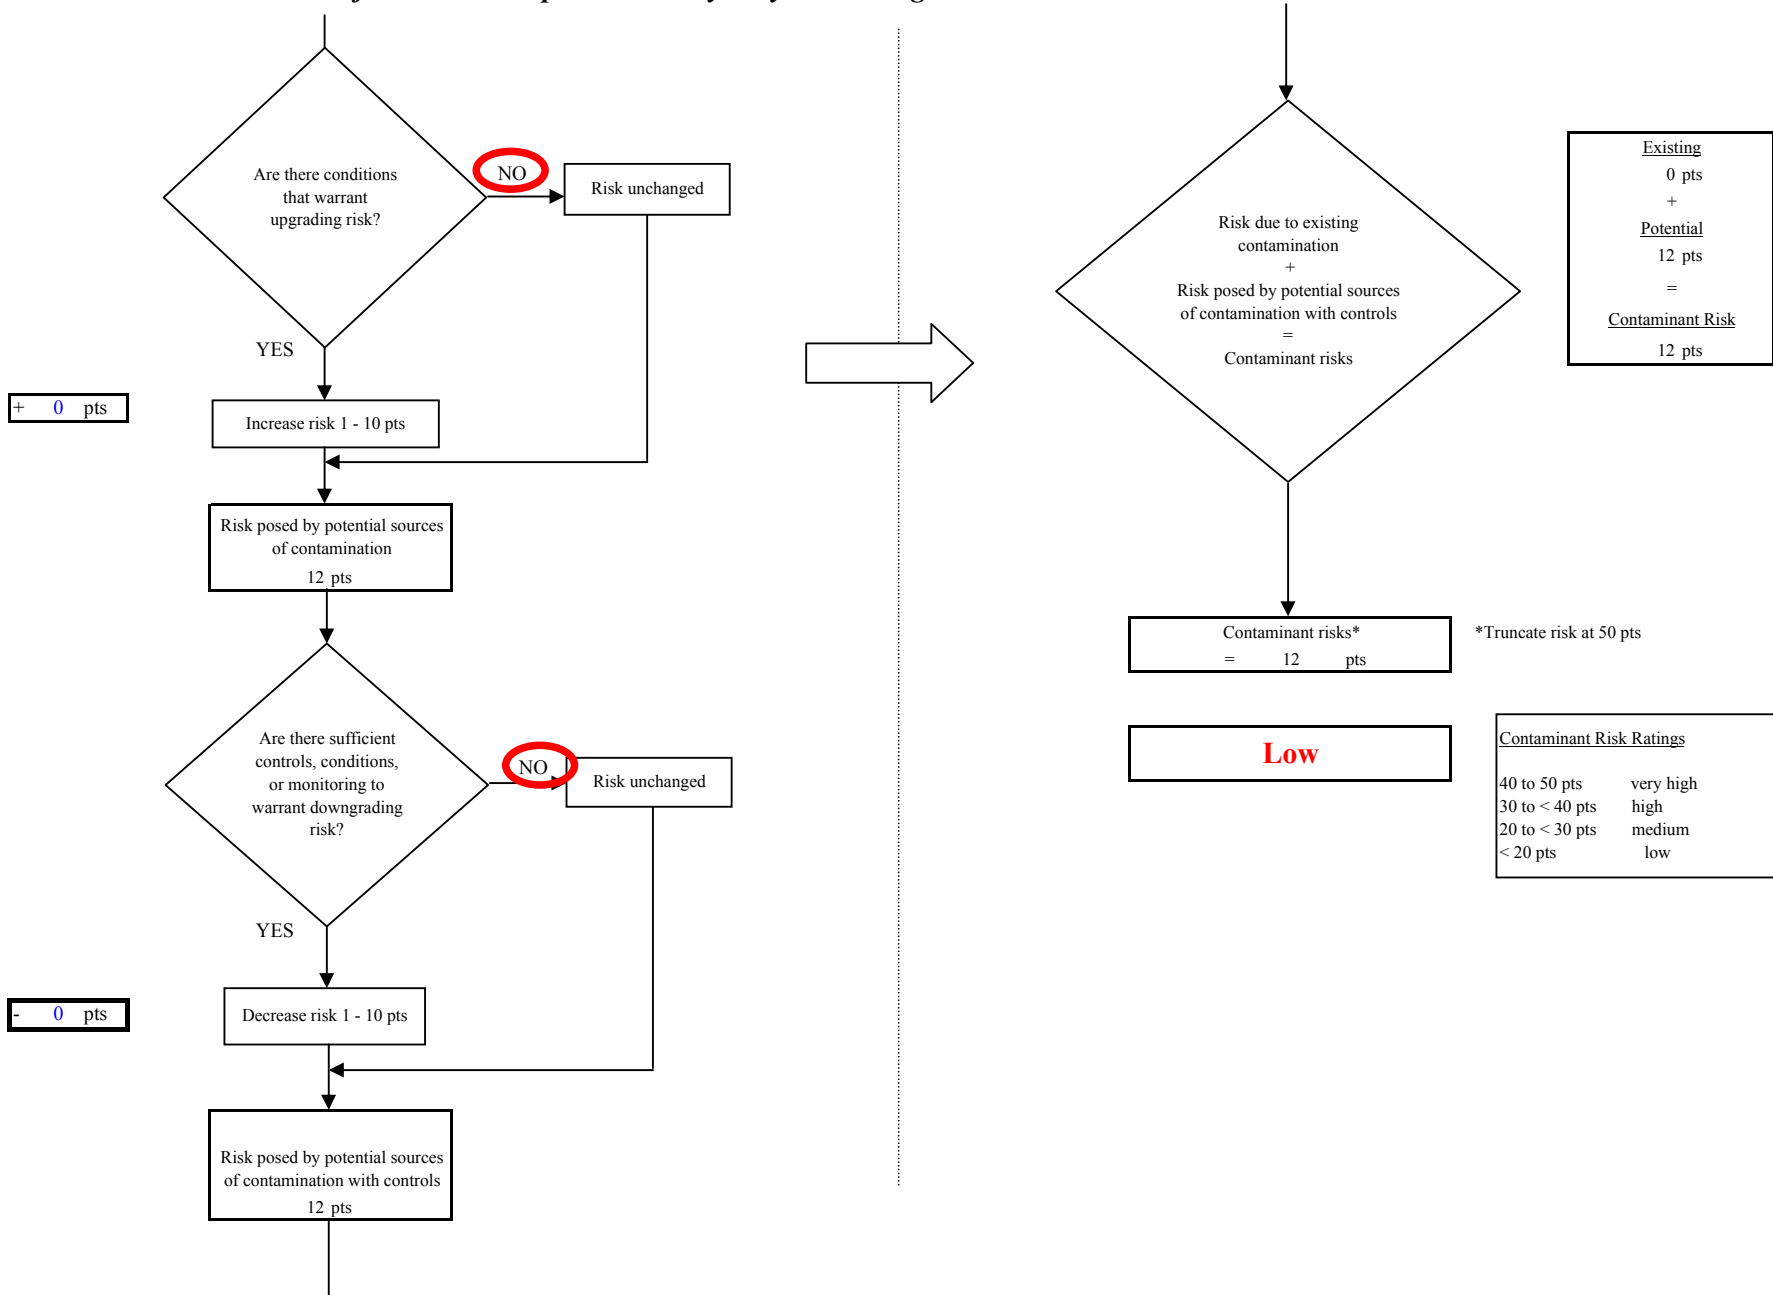 Are there conditions
that warrant
upgrading risk?
NO
Risk unchanged
YES
+ 0 pts
Increase risk 1 - 10 pts
Risk posed by potential sources
of contamination
12 pts
Are there sufficient
controls, conditions,
or monitoring to
warrant downgrading
risk?
NO
Risk unchanged
YES
- 0 pts
Decrease risk 1 - 10 pts
Risk posed by potential sources
of contamination with controls
12 pts
Risk due to existing
contamination
+
Risk posed by potential sources
of contamination with controls
=
Contaminant risks
Existing
0 pts
+
Potential
12 pts
=
Contaminant Risk
12 pts
Contaminant risks*
= 12 pts
*Truncate risk at 50 pts
Low
Contaminant Risk Ratings
40 to 50 pts very high
30 to < 40 pts high
20 to < 30 pts medium
< 20 pts low